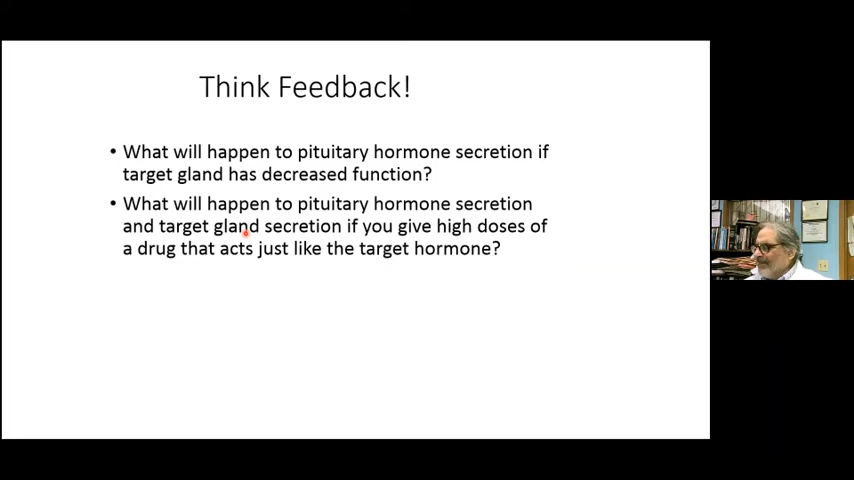 Think Feedback!
• What will happen to pituitary hormone secretion if
target gland has decreased function?
• What will happen to pituitary hormone secretion
and target gland secretion if you give high doses of
a drug that acts just like the target hormone?